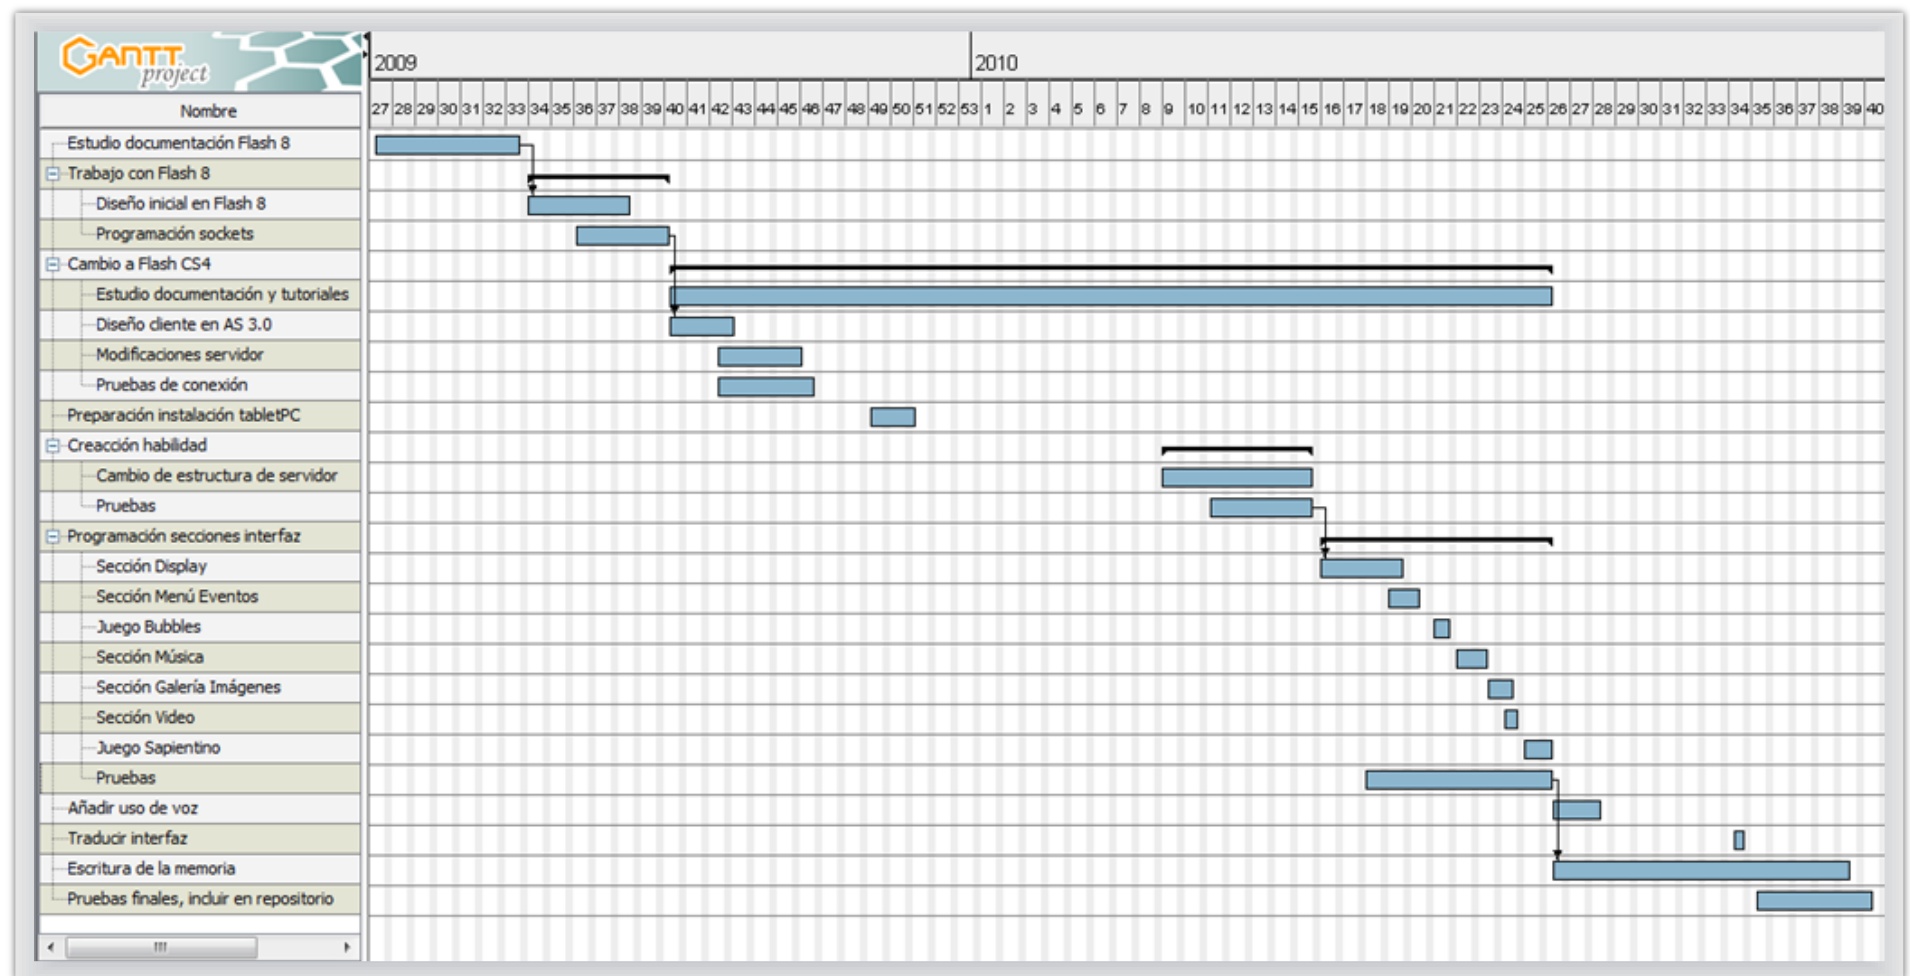 GANTT
project
2009
2010
Nombre
27 28 29 30 31 32 33 34 35 36 37 38 39 40 41 42 43 44 45 46 47 48 49 50 51 52 53 1 2 3 4 5 6 7 8 9 10 11 12 13 14 15 16 17 18 19 20 21 22 23 24 25 26 27 28 29 30 31 32 33 34 35 36 37 38 39 40
Estudio documentación Flash 8
Trabajo con Flash 8
Diseño inicial en Flash 8
Programación sockets
Cambio a Flash CS4
Estudio documentación y tutoriales
Diseño cliente en AS 3.0
Modificaciones servidor
Pruebas de conexión
Preparación instalación tabletPC
Creacción habilidad
Cambio de estructura de servidor
Pruebas
Programación secciones interfaz
Sección Display
Sección Menú Eventos
Juego Bubbles
Sección Música
Sección Galería Imágenes
Sección Video
Juego Sapientino
Pruebas
Añadir uso de voz
Traducir interfaz
Escritura de la memoria
Pruebas finales, incluir en repositorio